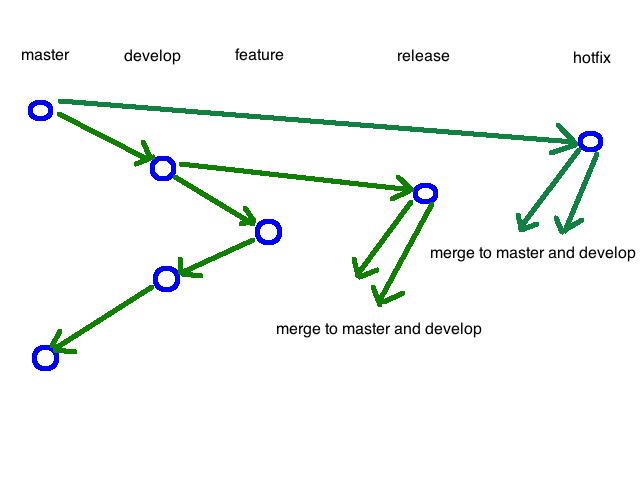 master develop feature release hotfix
merge to master and develop
merge to master and develop